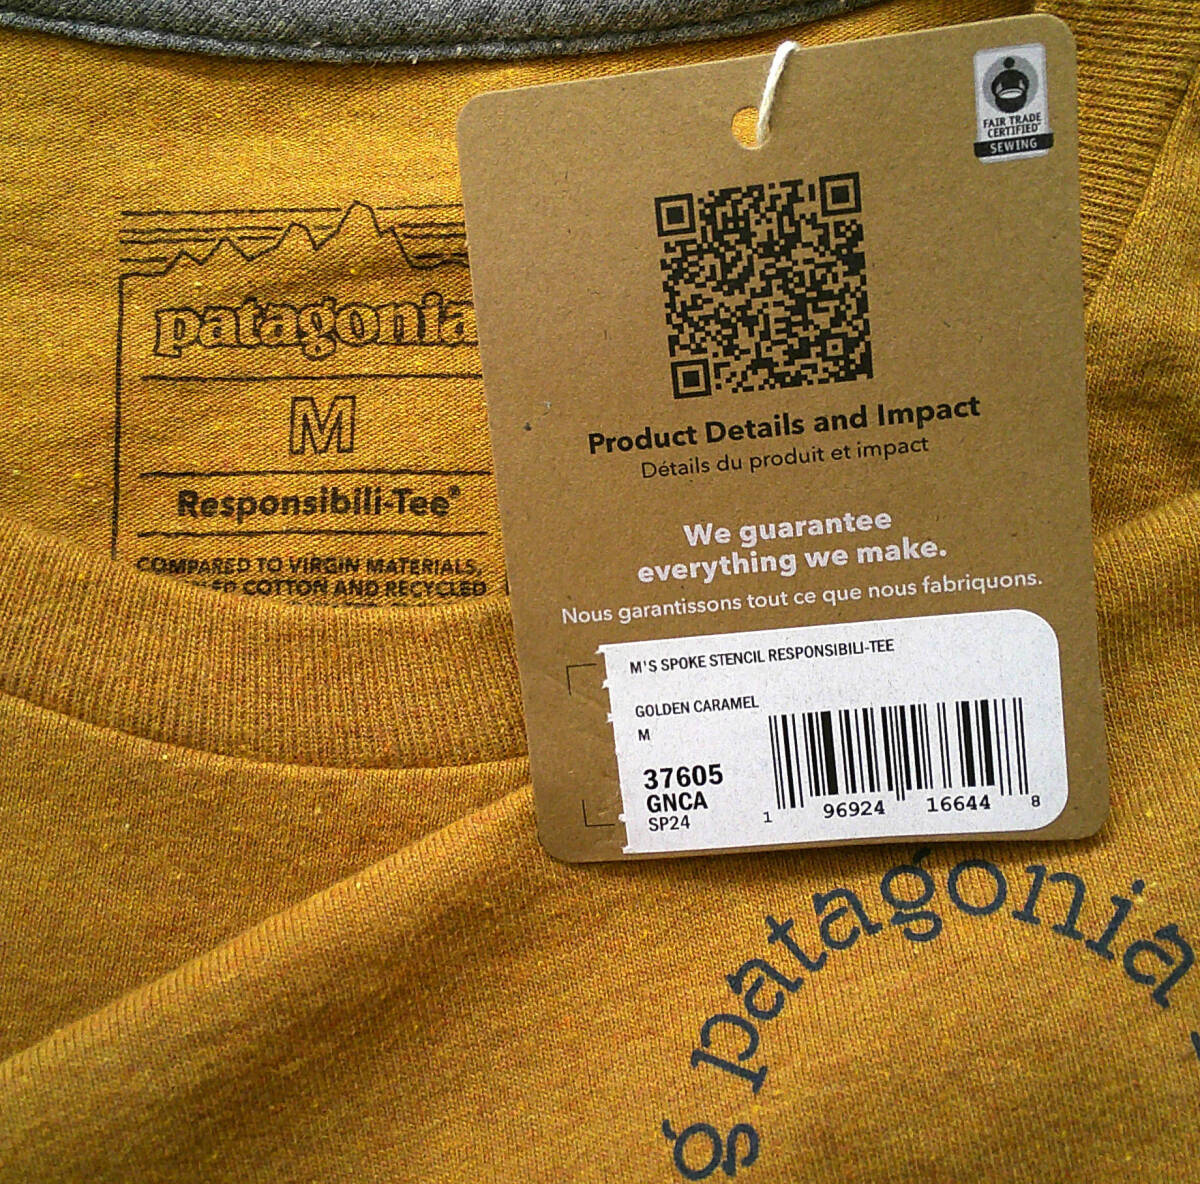 patagonia
M
Responsibili-Tee®
COMPARED TO VIRGIN MATERIALS,
COTTON AND RECYCLED
FAIR TRADE
CERTIFIED
SEWING
Product Details and Impact
Détails du produit et impact
We guarantee
everything we make.
Nous garantissons tout ce que nous fabriquons.
M'S SPOKE STENCIL RESPONSIBILI-TEE
GOLDEN CARAMEL
M
37605
GNCA
SP24
1 96924 16644 8
patagonia
g